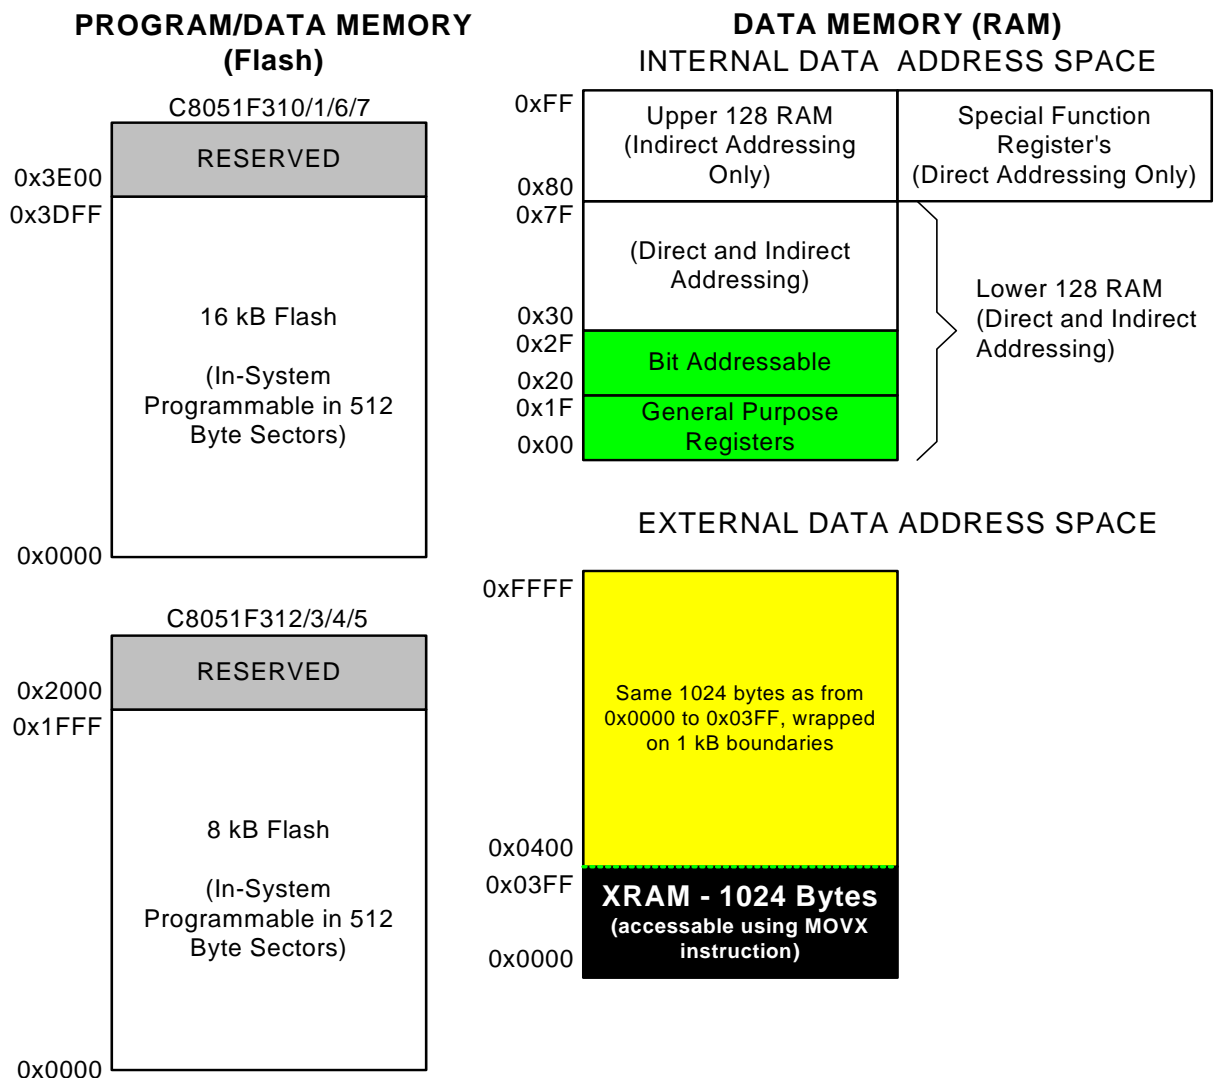 PROGRAM/DATA MEMORY
(Flash)
C8051F310/1/6/7
RESERVED
0x3E00
0x3DFF
16 kB Flash
(In-System
Programmable in 512
Byte Sectors)
0x0000
C8051F312/3/4/5
RESERVED
0x2000
0x1FFF
8 kB Flash
(In-System
Programmable in 512
Byte Sectors)
0x0000
DATA MEMORY (RAM)
INTERNAL DATA ADDRESS SPACE
0xFF
Upper 128 RAM
(Indirect Addressing
Only)
0x80
Special Function
Register's
(Direct Addressing Only)
0x7F
(Direct and Indirect
Addressing)
0x30
Lower 128 RAM
(Direct and Indirect
Addressing)
0x2F
Bit Addressable
0x20
0x1F
General Purpose
Registers
0x00
EXTERNAL DATA ADDRESS SPACE
0xFFFF
Same 1024 bytes as from
0x0000 to 0x03FF, wrapped
on 1 kB boundaries
0x0400
0x03FF
XRAM - 1024 Bytes
(accessable using MOVX
instruction)
0x0000